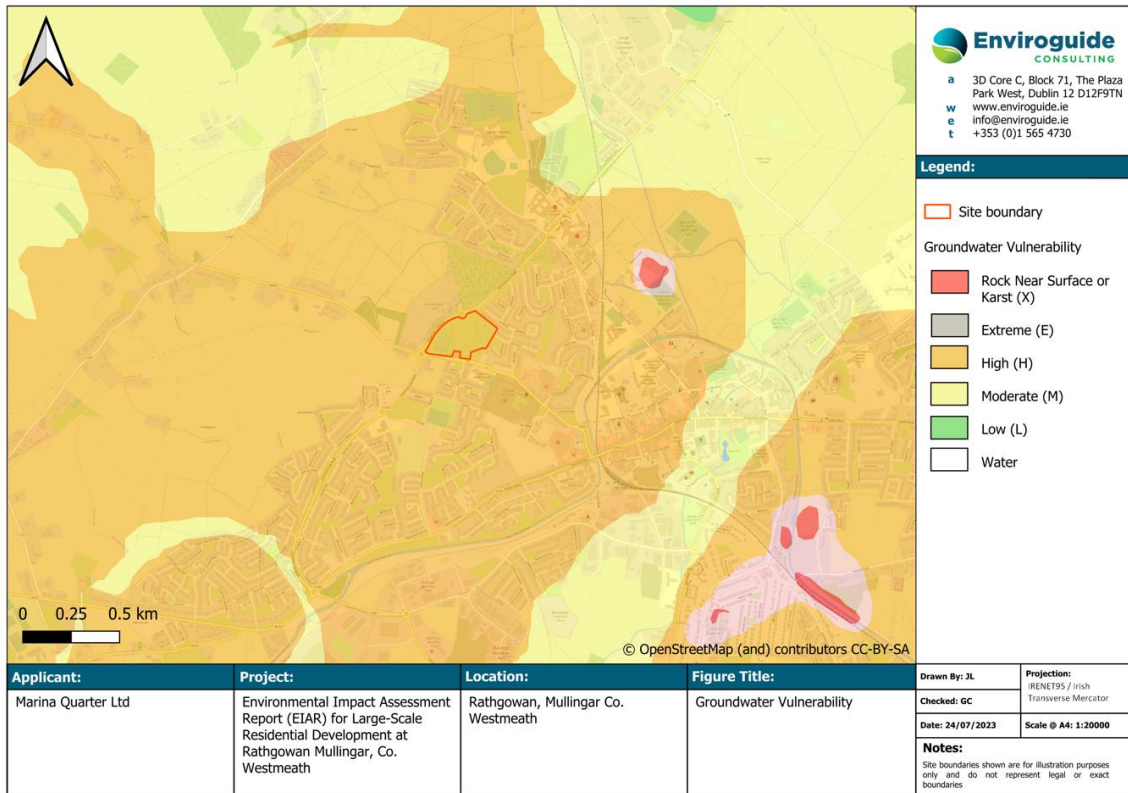 Enviroguide
CONSULTING
a 3D Core C, Block 71, The Plaza
Park West, Dublin 12 D12F9TN
w www.enviroguide.ie
e info@enviroguide.ie
t +353 (0)1 565 4730
Legend:
Site boundary
Groundwater Vulnerability
Rock Near Surface or
Karst (X)
Extreme (E)
High (H)
Moderate (M)
Low (L)
Water
0 0.25 0.5 km
© OpenStreetMap (and) contributors CC-BY-SA
Applicant:
Marina Quarter Ltd
Project:
Environmental Impact Assessment
Report (EIAR) for Large-Scale
Residential Development at
Rathgowan Mullingar, Co.
Westmeath
Location:
Rathgowan, Mullingar Co.
Westmeath
Figure Title:
Groundwater Vulnerability
Drawn By: JL
Checked: GC
Date: 24/07/2023
Projection:
IRENET95 / Irish
Transverse Mercator
Scale @ A4: 1:20000
Notes:
Site boundaries shown are for illustration purposes
only and do not represent legal or exact
boundaries